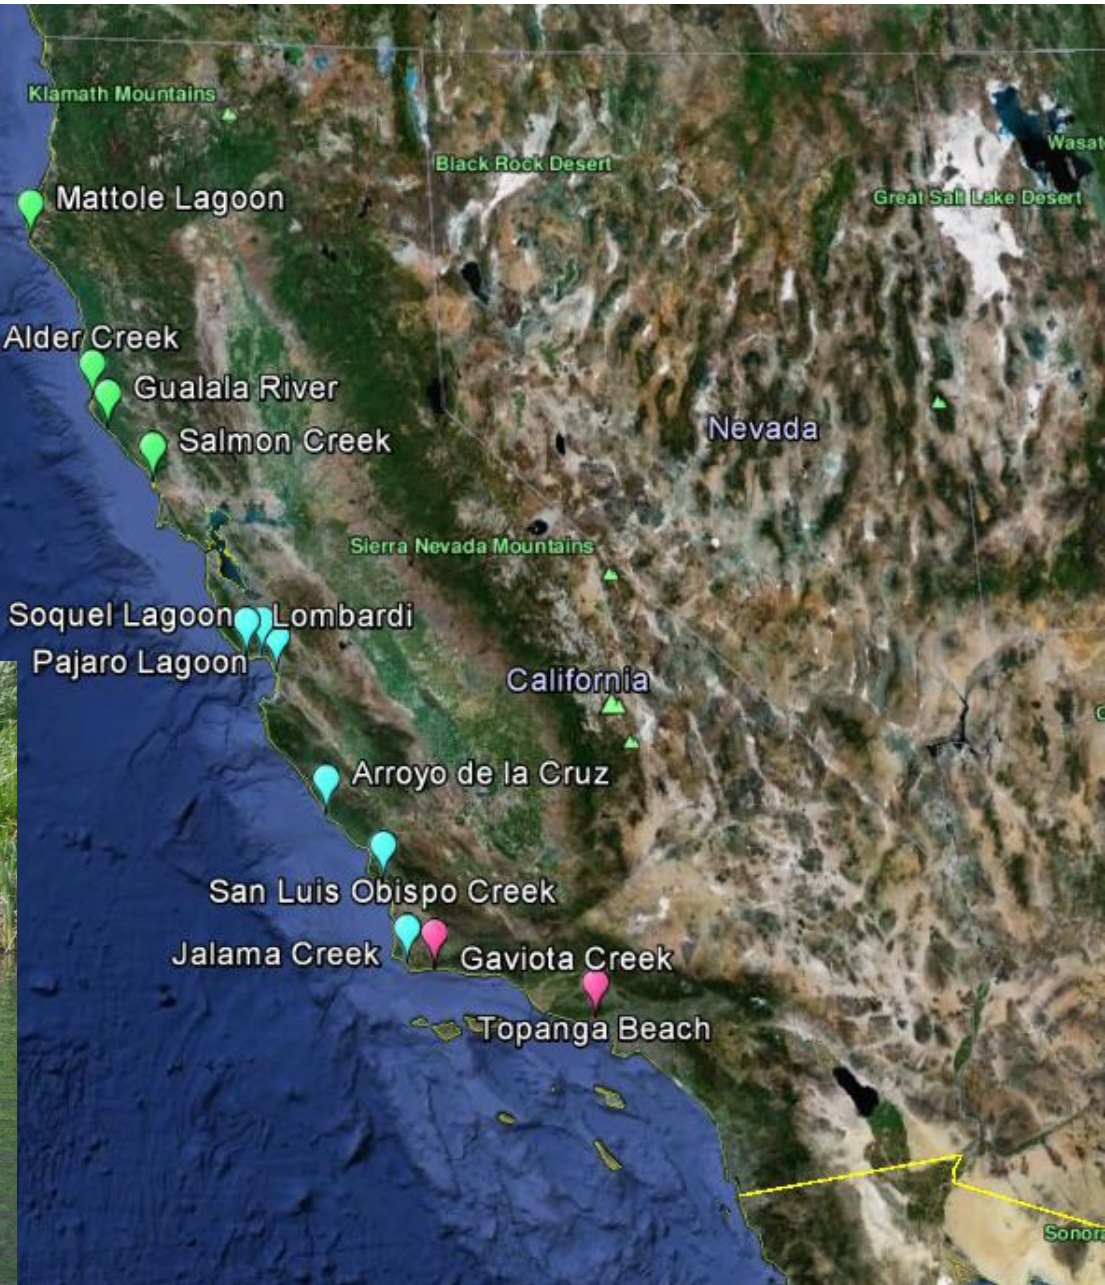 Klamath Mountains
Black Rock Desert
Great Salt Lake Desert
Mattole Lagoon
Alder Creek
Gualala River
Salmon Creek
Nevada
Sierra Nevada Mountains
Soquel Lagoon
Lombardi
Pajaro Lagoon
California
Arroyo de la Cruz
San Luis Obispo Creek
Jalama Creek
Gaviota Creek
Topanga Beach